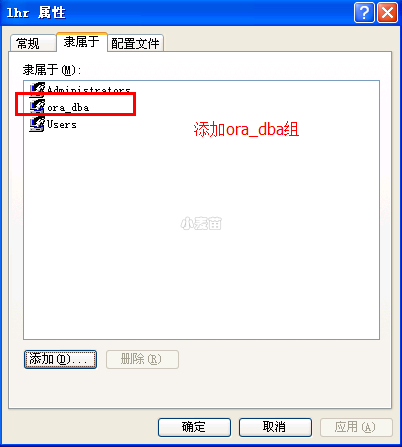 lhr 属性
常规 隶属于 配置文件
隶属于(M):
Administrators
ora_dba
Users
添加ora_dba组
小麦苗
添加(D)... 删除(R)
确定 取消 应用(A)